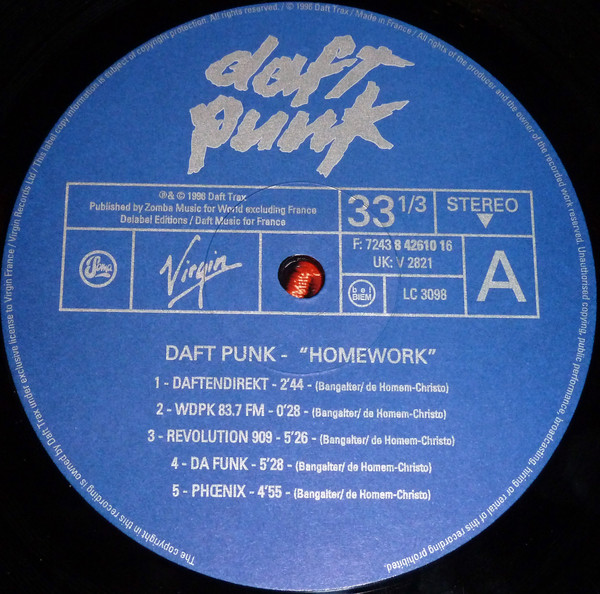 daft
punk
℗& © 1996 Daft Trax
Published by Zomba Music for World excluding France
Delabel Editions / Daft Music for France
33 1/3
STEREO
F: 7243 8 42610 16
UK: V 2821
A
Soma
Virgin
bel
BIEM
LC 3098
DAFT PUNK - “HOMEWORK”
1 - DAFTENDIREKT - 2’44 - (Bangalter/ de Homem-Christo)
2 - WDPK 83.7 FM - 0’28 - (Bangalter/ de Homem-Christo)
3 - REVOLUTION 909 - 5’26 - (Bangalter/ de Homem-Christo)
4 - DA FUNK - 5’28 - (Bangalter/ de Homem-Christo)
5 - PHŒNIX - 4’55 - (Bangalter/ de Homem-Christo)
The copyright in this recording is owned by Daft Trax under exclusive license to Virgin France / Virgin Records Ltd / This label copy information is subject of copyright protection. All rights reserved. / © 1996 Daft Trax / Made in France / All rights of the producer and the owner of the recorded work reserved. Unauthorised copying, public performance, broadcasting, hiring or rental of this recording prohibited.